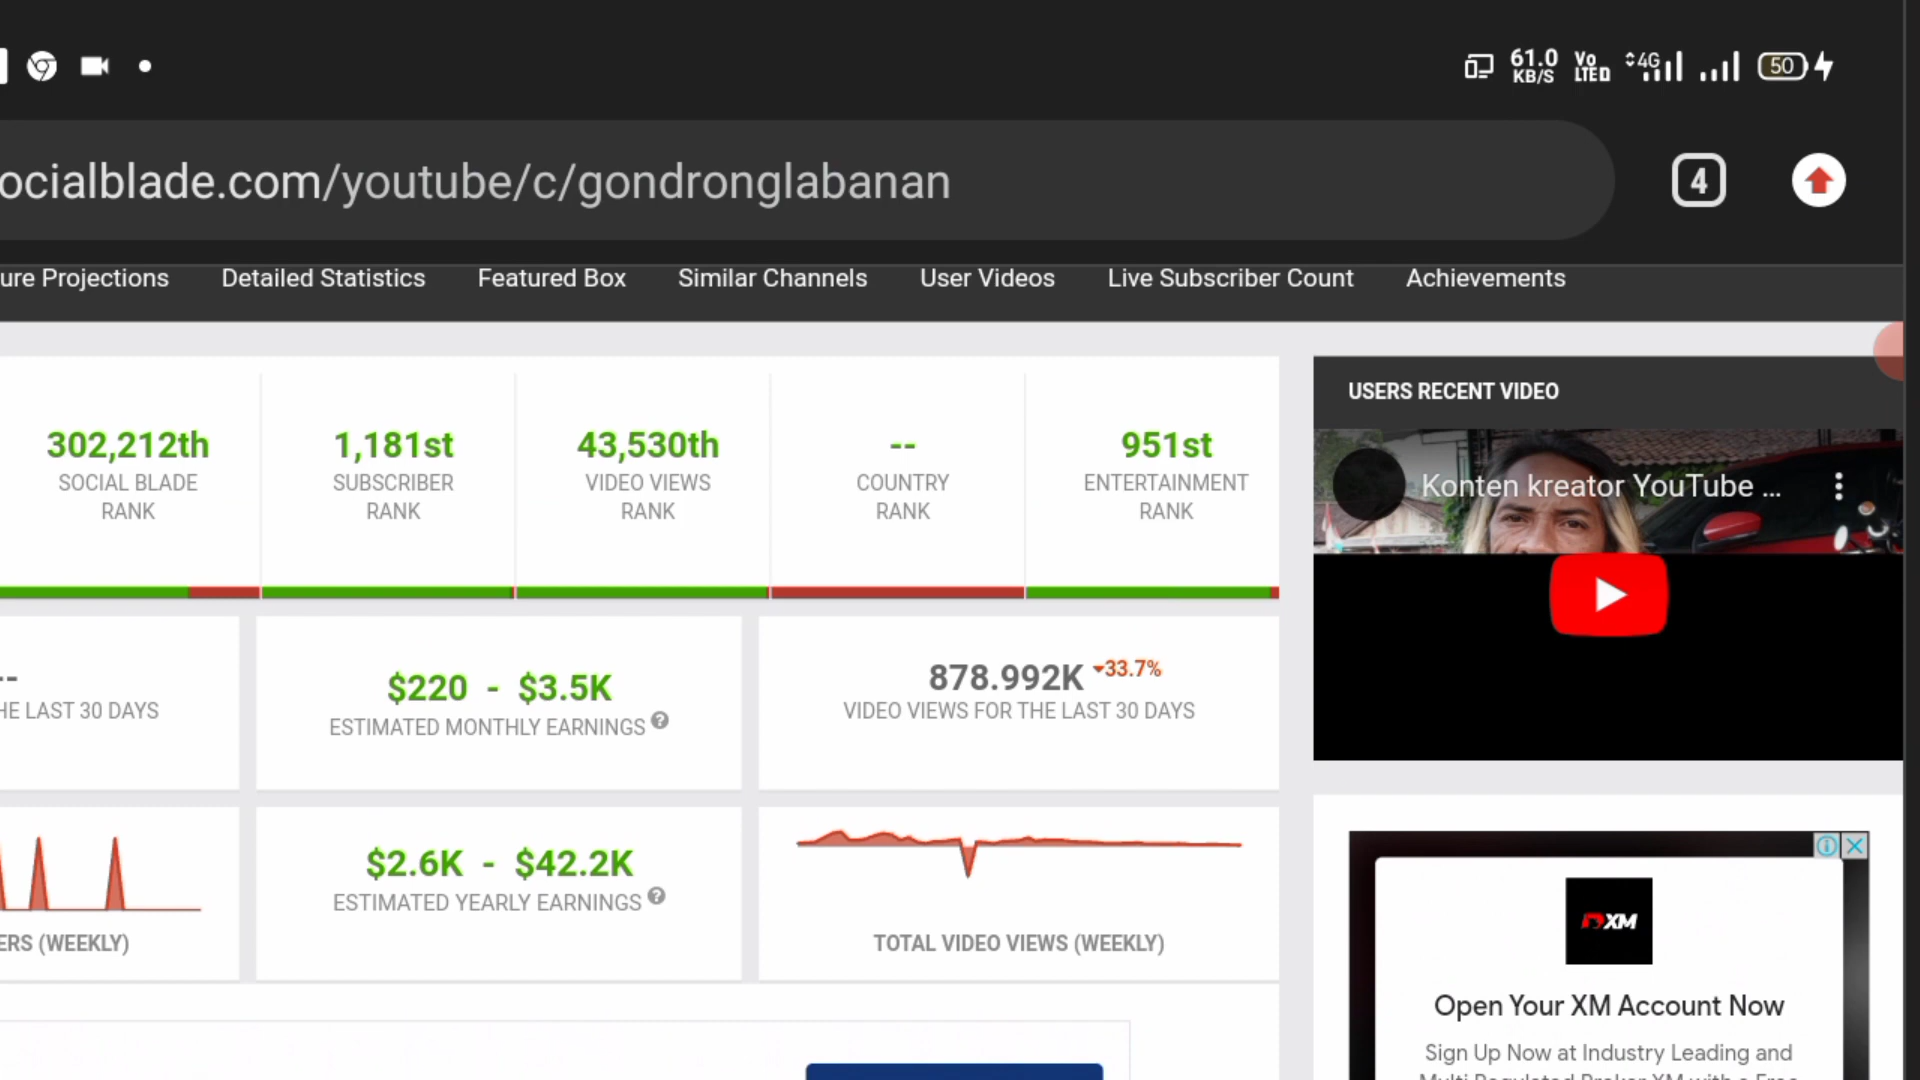 61.0
KB/S
Vo
LTED
4G
50
ocialblade.com/youtube/c/gondronglabanan
4
ure Projections
Detailed Statistics
Featured Box
Similar Channels
User Videos
Live Subscriber Count
Achievements
302,212th
SOCIAL BLADE
RANK
1,181st
SUBSCRIBER
RANK
43,530th
VIDEO VIEWS
RANK
--
COUNTRY
RANK
951st
ENTERTAINMENT
RANK
USERS RECENT VIDEO
Konten kreator YouTube ...
--
HE LAST 30 DAYS
$220 - $3.5K
ESTIMATED MONTHLY EARNINGS
878.992K 33.7%
VIDEO VIEWS FOR THE LAST 30 DAYS
ERS (WEEKLY)
$2.6K - $42.2K
ESTIMATED YEARLY EARNINGS
TOTAL VIDEO VIEWS (WEEKLY)
XM
Open Your XM Account Now
Sign Up Now at Industry Leading and